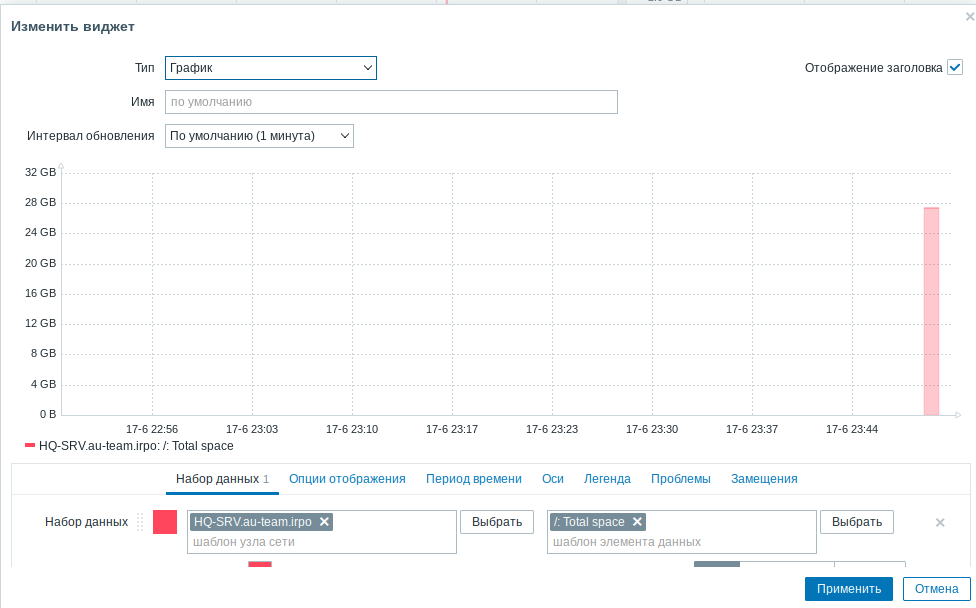 Изменить виджет
Тип График Отображение заголовка
Имя по умолчанию
Интервал обновления По умолчанию (1 минута)
32 GB
28 GB
24 GB
20 GB
16 GB
12 GB
8 GB
4 GB
0 B
17-6 22:56 17-6 23:03 17-6 23:10 17-6 23:17 17-6 23:23 17-6 23:30 17-6 23:37 17-6 23:44
HQ-SRV.au-team.irpo: /: Total space
Набор данных 1 Опции отображения Период времени Оси Легенда Проблемы Замещения
Набор данных HQ-SRV.au-team.irpo Выбрать /: Total space Выбрать
шаблон узла сети шаблон элемента данных
Применить Отмена